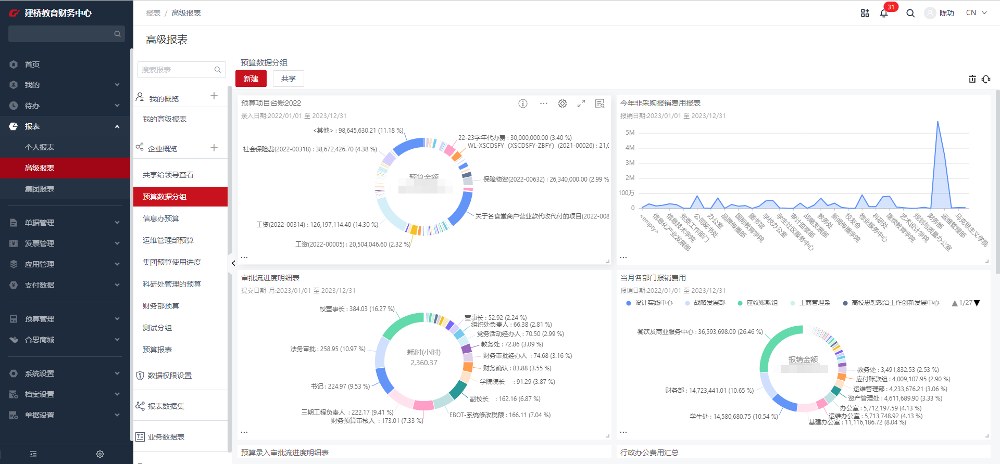 建桥教育财务中心
首页
我的
待办
报表
个人报表
高级报表
集团报表
单据管理
发票管理
应用管理
支付数据
预算管理
合思商城
系统设置
档案设置
单据设置
报表 / 高级报表
31
陈功
CN
高级报表
搜索报表
我的概览
我的高级报表
企业概览
共享给领导查看
预算数据分组
信息办预算
运维管理部预算
集团预算使用进度
科研处管理的预算
财务部预算
测试分组
预算报表
数据权限设置
报表数据集
业务数据表
预算数据分组
新建
共享
预算项目台账2022
录入日期:2022/01/01 至 2023/12/31
<其他> : 98,645,630.21 (11.18 %)
22-23学年代办费 : 30,000,000.00 (3.40 %)
WL-XSCDSFY（XSCDSFY-ZBFY）(2021-00026) : 21,0
社会保险费(2022-00318) : 38,672,426.70 (4.38 %)
预算金额
保障物资(2022-00632) : 26,340,000.00 (2.99 %
关于各食堂商户营业款代收代付的项目(2022-008
工资(2022-00314) : 126,197,114.40 (14.30 %)
工资(2022-00005) : 20,504,046.60 (2.32 %)
...
今年非采购报销费用报表
报销日期:2023/01/01 至 2023/12/31
5M
4M
3M
2M
100万
0
<empty>
信息化产业发展部
信息技术学院
党委工作部门
公司秘书处
办公室
品牌传播部
国际教育学院
图书馆
学校办公室
学生社区服务中心
审计监察部
战略发展部
教务处
新闻传播学院
校友会
物业服务中心
科研处
继续教育学院
艺术设计学院
规划与质量办公室
财务部
运维管理部
马克思主义学院
...
审批流进度明细表
提交日期-月:2023/01/01 至 2023/12/31
校董事长 : 384.03 (16.27 %)
董事长 : 52.92 (2.24 %)
组织处负责人 : 66.38 (2.81 %)
党务活动经办人 : 70.50 (2.99 %)
教务处 : 72.86 (3.09 %)
法务审批 : 258.95 (10.97 %)
耗时(小时)
2,360.37
财务审批经办人 : 74.68 (3.16 %)
财务确认 : 83.88 (3.55 %)
学院院长 : 91.29 (3.87 %)
书记 : 224.97 (9.53 %)
副校长 : 162.16 (6.87 %)
三期工程负责人 : 222.17 (9.41 %)
EBOT-系统修改税额 : 166.11 (7.04 %)
财务预算审核人 : 173.01 (7.33 %)
...
当月各部门报销费用
报销日期:2022/01/01 至 2023/12/31
设计实践中心
战略发展部
应收账款组
工商管理系
高校思想政治工作创新发展中心
▲1/27▼
餐饮及商业服务中心 : 36,593,698.09 (26.46 %)
报销金额
教务处 : 3,491,832.53 (2.53 %)
应付账款组 : 4,009,107.95 (2.90 %)
运维管理部 : 4,233,676.21 (3.06 %)
财务部 : 14,723,441.01 (10.65 %)
资产管理处 : 4,611,689.90 (3.33 %)
办公室 : 5,712,197.59 (4.13 %)
学生处 : 14,580,680.75 (10.54 %)
运维办公室 : 5,713,748.92 (4.13 %)
基建办公室 : 11,116,186.72 (8.04 %)
...
预算录入审批流进度明细表
行政办公费用汇总